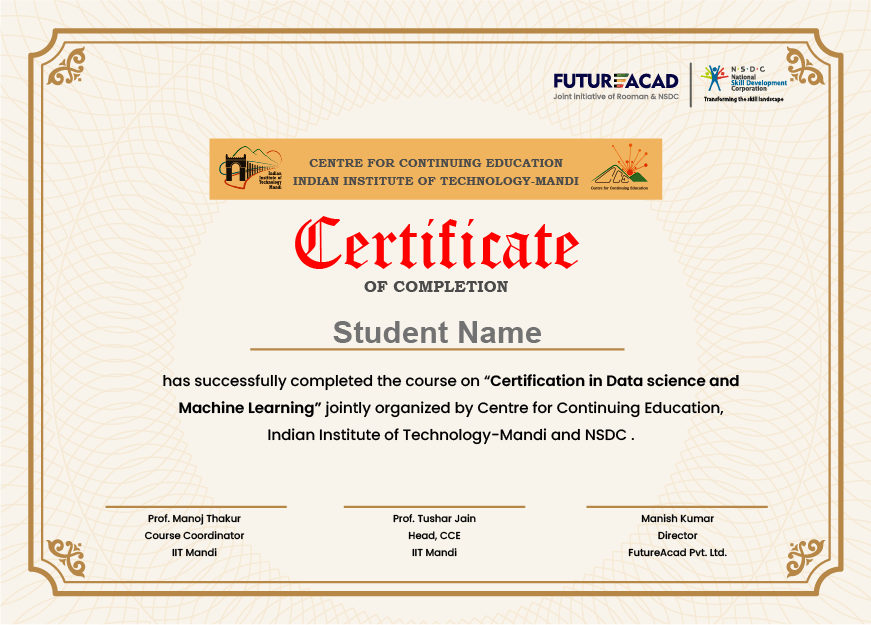 FUTUREACAD
Joint initiative of Rooman & NSDC
N·S·D·C
National
Skill Development
Corporation
Transforming the skill landscape
Indian
Institute of
Technology
Mandi
CENTRE FOR CONTINUING EDUCATION
INDIAN INSTITUTE OF TECHNOLOGY-MANDI
Centre for Continuing Education
Certificate
OF COMPLETION
Student Name
has successfully completed the course on “Certification in Data science and
Machine Learning” jointly organized by Centre for Continuing Education,
Indian Institute of Technology-Mandi and NSDC .
Prof. Manoj Thakur
Course Coordinator
IIT Mandi
Prof. Tushar Jain
Head, CCE
IIT Mandi
Manish Kumar
Director
FutureAcad Pvt. Ltd.